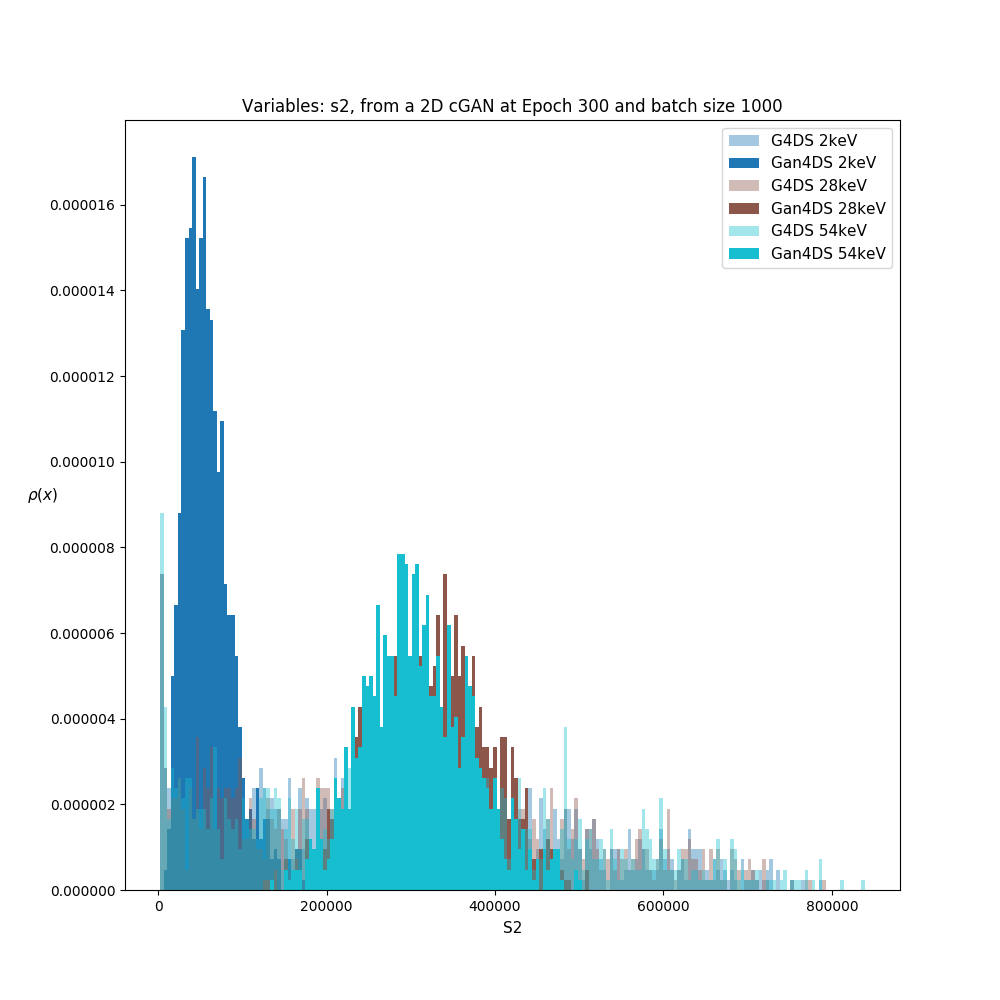 Variables: s2, from a 2D cGAN at Epoch 300 and batch size 1000
G4DS 2keV
Gan4DS 2keV
G4DS 28keV
Gan4DS 28keV
G4DS 54keV
Gan4DS 54keV
0.000016
0.000014
0.000012
0.000010
ρ(x)
0.000008
0.000006
0.000004
0.000002
0.000000
0 200000 400000 600000 800000
S2